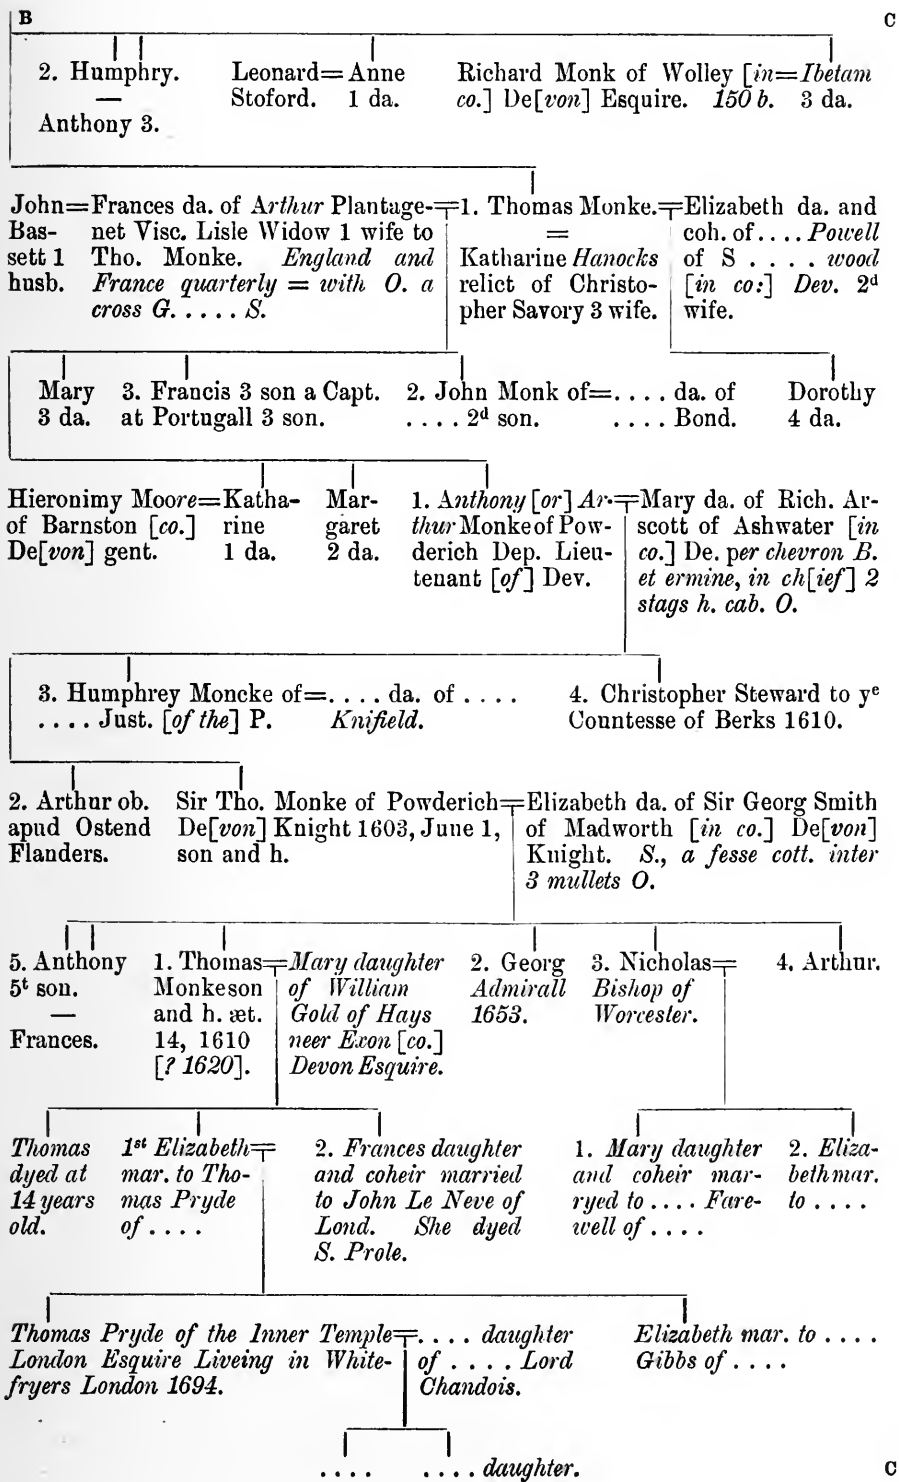 B
C
2. Humphry.
—
Anthony 3.
Leonard=Anne
Stoford. 1 da.
Richard Monk of Wolley [in=Ibetam
co.] De[von] Esquire. 150 b. 3 da.
John=Frances da. of Arthur Plantage-=1. Thomas Monke.=Elizabeth da. and
Bas- net Visc. Lisle Widow 1 wife to = coh. of .... Powell
sett 1 Tho. Monke. England and Katharine Hanocks of S .... wood
husb. France quarterly = with O. a relict of Christo- [in co:] Dev. 2d
cross G. .... S. pher Savory 3 wife. wife.
Mary 3. Francis 3 son a Capt. 2. John Monk of=.... da. of Dorothy
3 da. at Portugall 3 son. .... 2d son. .... Bond. 4 da.
Hieronimy Moore=Katha- Mar- 1. Anthony [or] Ar-=Mary da. of Rich. Ar-
of Barnston [co.] rine garet thur Monke of Pow- scott of Ashwater [in
De[von] gent. 1 da. 2 da. derich Dep. Lieu- co.] De. per chevron B.
tenant [of] Dev. et ermine, in ch[ief] 2
stags h. cab. O.
3. Humphrey Moncke of=.... da. of .... 4. Christopher Steward to ye
.... Just. [of the] P. Knifield. Countesse of Berks 1610.
2. Arthur ob. Sir Tho. Monke of Powderich=Elizabeth da. of Sir Georg Smith
apud Ostend De[von] Knight 1603, June 1, of Madworth [in co.] De[von]
Flanders. son and h. Knight. S., a fesse cott. inter
3 mullets O.
5. Anthony 1. Thomas=Mary daughter 2. Georg 3. Nicholas= 4. Arthur.
5t son. Monke son of William Admirall Bishop of
— and h. æt. Gold of Hays 1653. Worcester.
Frances. 14, 1610 neer Exon [co.]
[? 1620]. Devon Esquire.
Thomas 1st Elizabeth= 2. Frances daughter 1. Mary daughter 2. Eliza-
dyed at mar. to Tho- and coheir married and coheir mar- beth mar.
14 years mas Pryde to John Le Neve of ryed to .... Fare- to ....
old. of .... Lond. She dyed well of ....
S. Prole.
Thomas Pryde of the Inner Temple=.... daughter Elizabeth mar. to ....
London Esquire Liveing in White- of .... Lord Gibbs of ....
fryers London 1694. Chandois.
.... .... daughter.
C